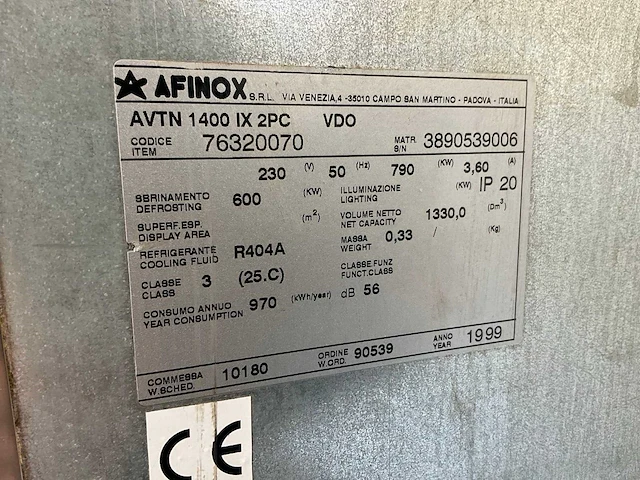 AFINOX S.R.L. VIA VENEZIA,4 -35010 CAMPO SAN MARTINO - PADOVA - ITALIA
AVTN 1400 IX 2PC VDO
CODICE ITEM 76320070 MATR. S/N 3890539006
230 (V) 50 (Hz) 790 (KW) 3,60 (A)
SBRINAMENTO DEFROSTING 600 (KW) ILLUMINAZIONE LIGHTING (KW) IP 20
SUPERF.ESP. DISPLAY AREA (m²) VOLUME NETTO NET CAPACITY 1330,0 (Dm³)
REFRIGERANTE COOLING FLUID R404A MASSA WEIGHT 0,33 / (Kg)
CLASSE CLASS 3 (25.C) CLASSE.FUNZ FUNCT.CLASS
CONSUMO ANNUO YEAR CONSUMPTION 970 (kWh/year) dB 56
COMMESSA W.SCHED. 10180 ORDINE W.ORD. 90539 ANNO YEAR 1999
CE